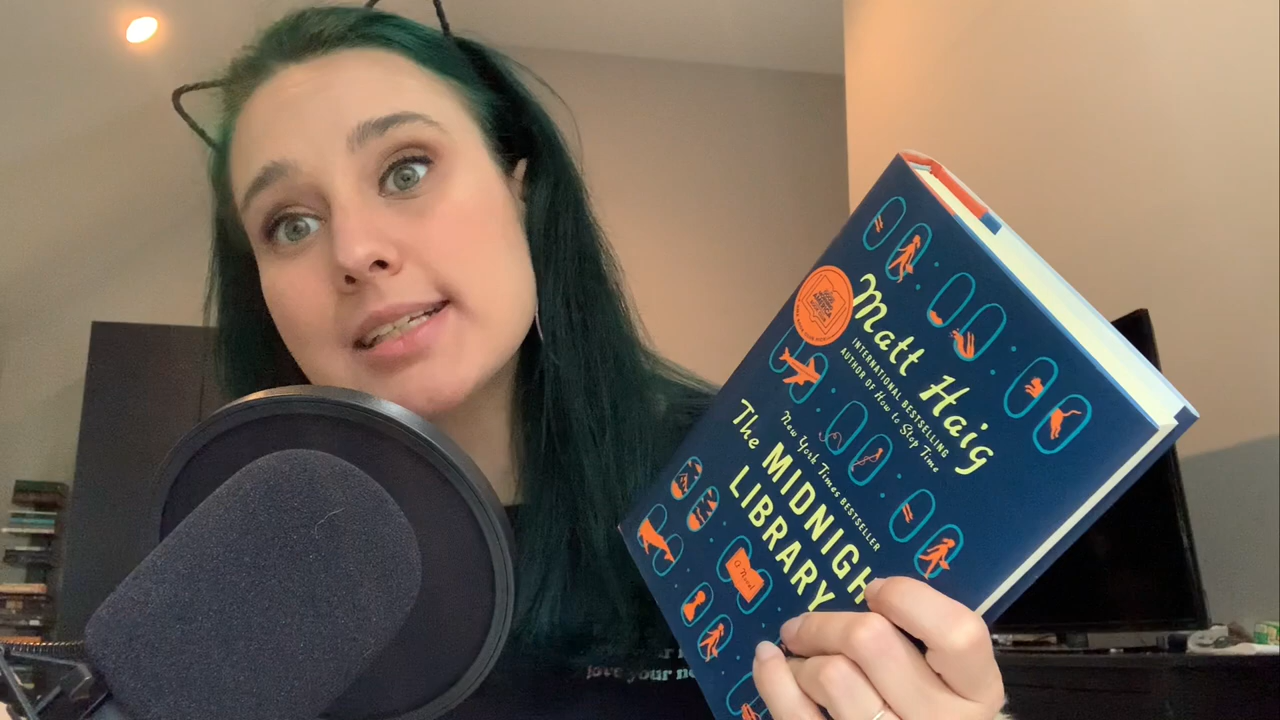 Matt Haig
INTERNATIONAL BESTSELLING
AUTHOR OF How to Stop Time
New York Times BESTSELLER
The MIDNIGH
LIBRARY
A Novel
love your